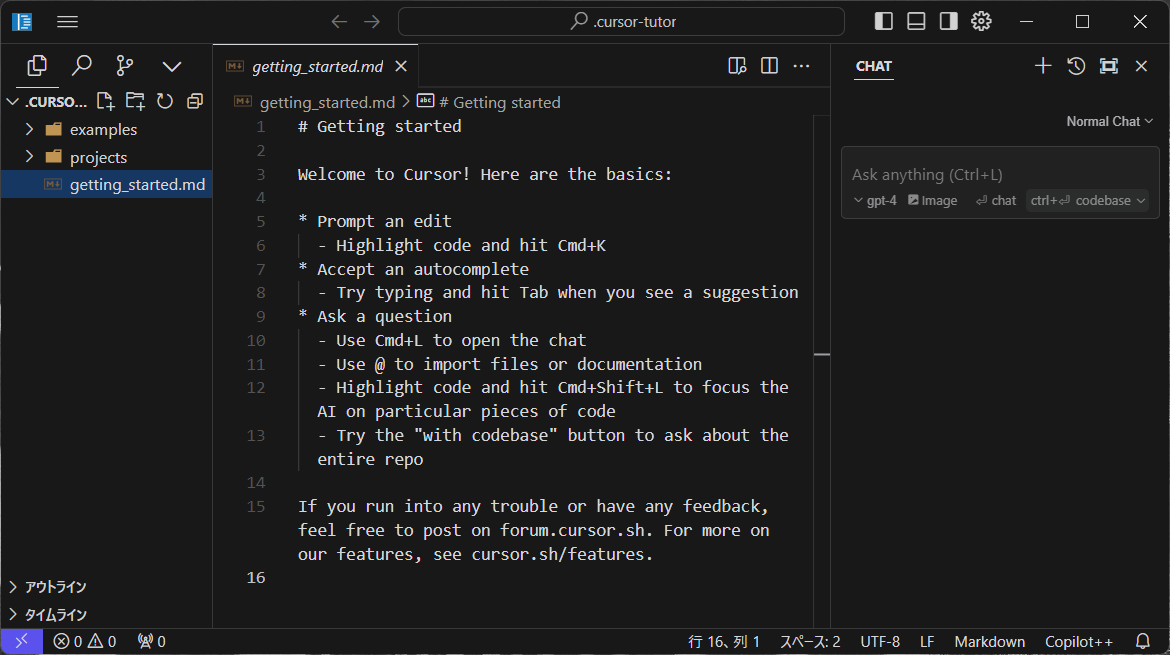 .cursor-tutor
.CURSO...
examples
projects
getting_started.md
アウトライン
タイムライン
getting_started.md
getting_started.md > # Getting started
1 # Getting started
2
3 Welcome to Cursor! Here are the basics:
4
5 * Prompt an edit
6 - Highlight code and hit Cmd+K
7 * Accept an autocomplete
8 - Try typing and hit Tab when you see a suggestion
9 * Ask a question
10 - Use Cmd+L to open the chat
11 - Use @ to import files or documentation
12 - Highlight code and hit Cmd+Shift+L to focus the
AI on particular pieces of code
13 - Try the "with codebase" button to ask about the
entire repo
14
15 If you run into any trouble or have any feedback,
feel free to post on forum.cursor.sh. For more on
our features, see cursor.sh/features.
16
CHAT
Normal Chat
Ask anything (Ctrl+L)
gpt-4 Image ⏎ chat ctrl+⏎ codebase
0 0 0 行 16、列 1 スペース: 2 UTF-8 LF Markdown Copilot++